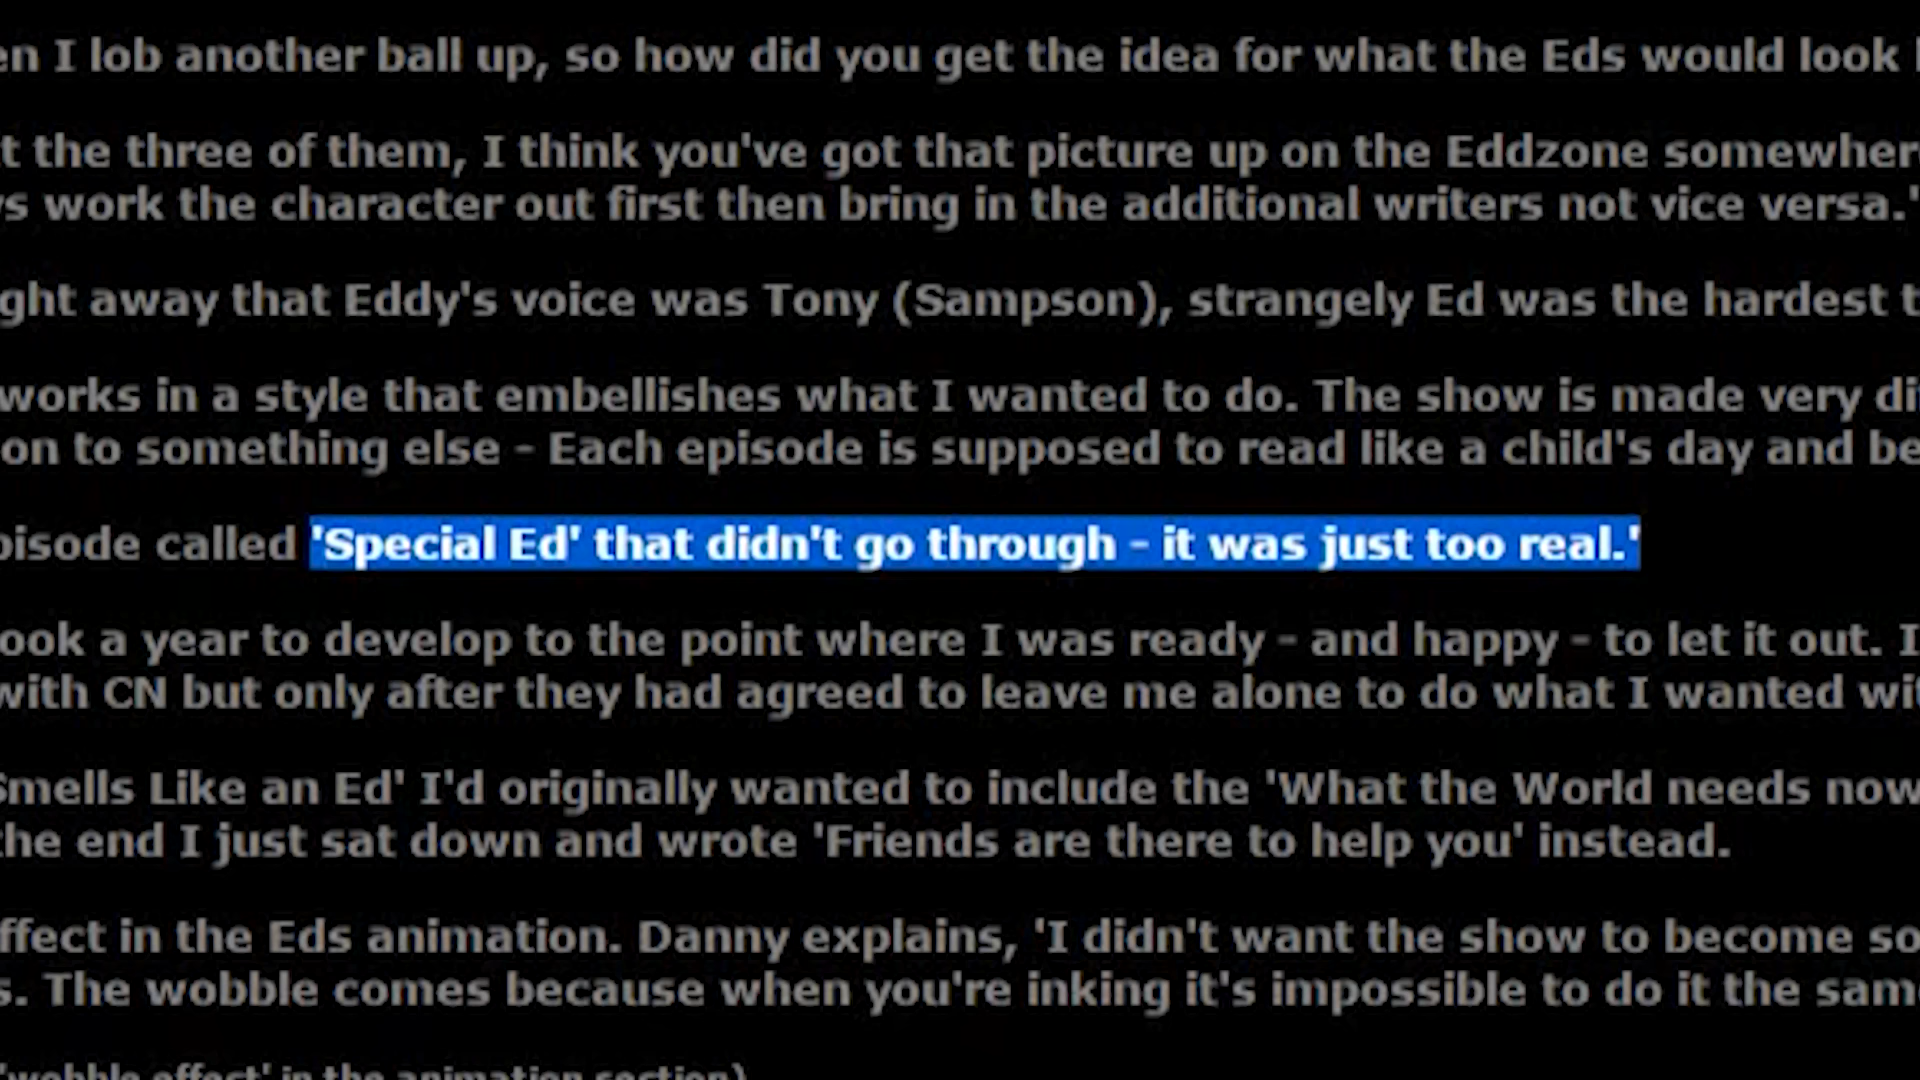 en I lob another ball up, so how did you get the idea for what the Eds would look
t the three of them, I think you've got that picture up on the Eddzone somewher
s work the character out first then bring in the additional writers not vice versa.'
ght away that Eddy's voice was Tony (Sampson), strangely Ed was the hardest t
works in a style that embellishes what I wanted to do. The show is made very di
on to something else - Each episode is supposed to read like a child's day and be
pisode called 'Special Ed' that didn't go through - it was just too real.'
ook a year to develop to the point where I was ready - and happy - to let it out. I
with CN but only after they had agreed to leave me alone to do what I wanted wit
Smells Like an Ed' I'd originally wanted to include the 'What the World needs now
the end I just sat down and wrote 'Friends are there to help you' instead.
ffect in the Eds animation. Danny explains, 'I didn't want the show to become so
s. The wobble comes because when you're inking it's impossible to do it the sam
'wobble effect' in the animation section)